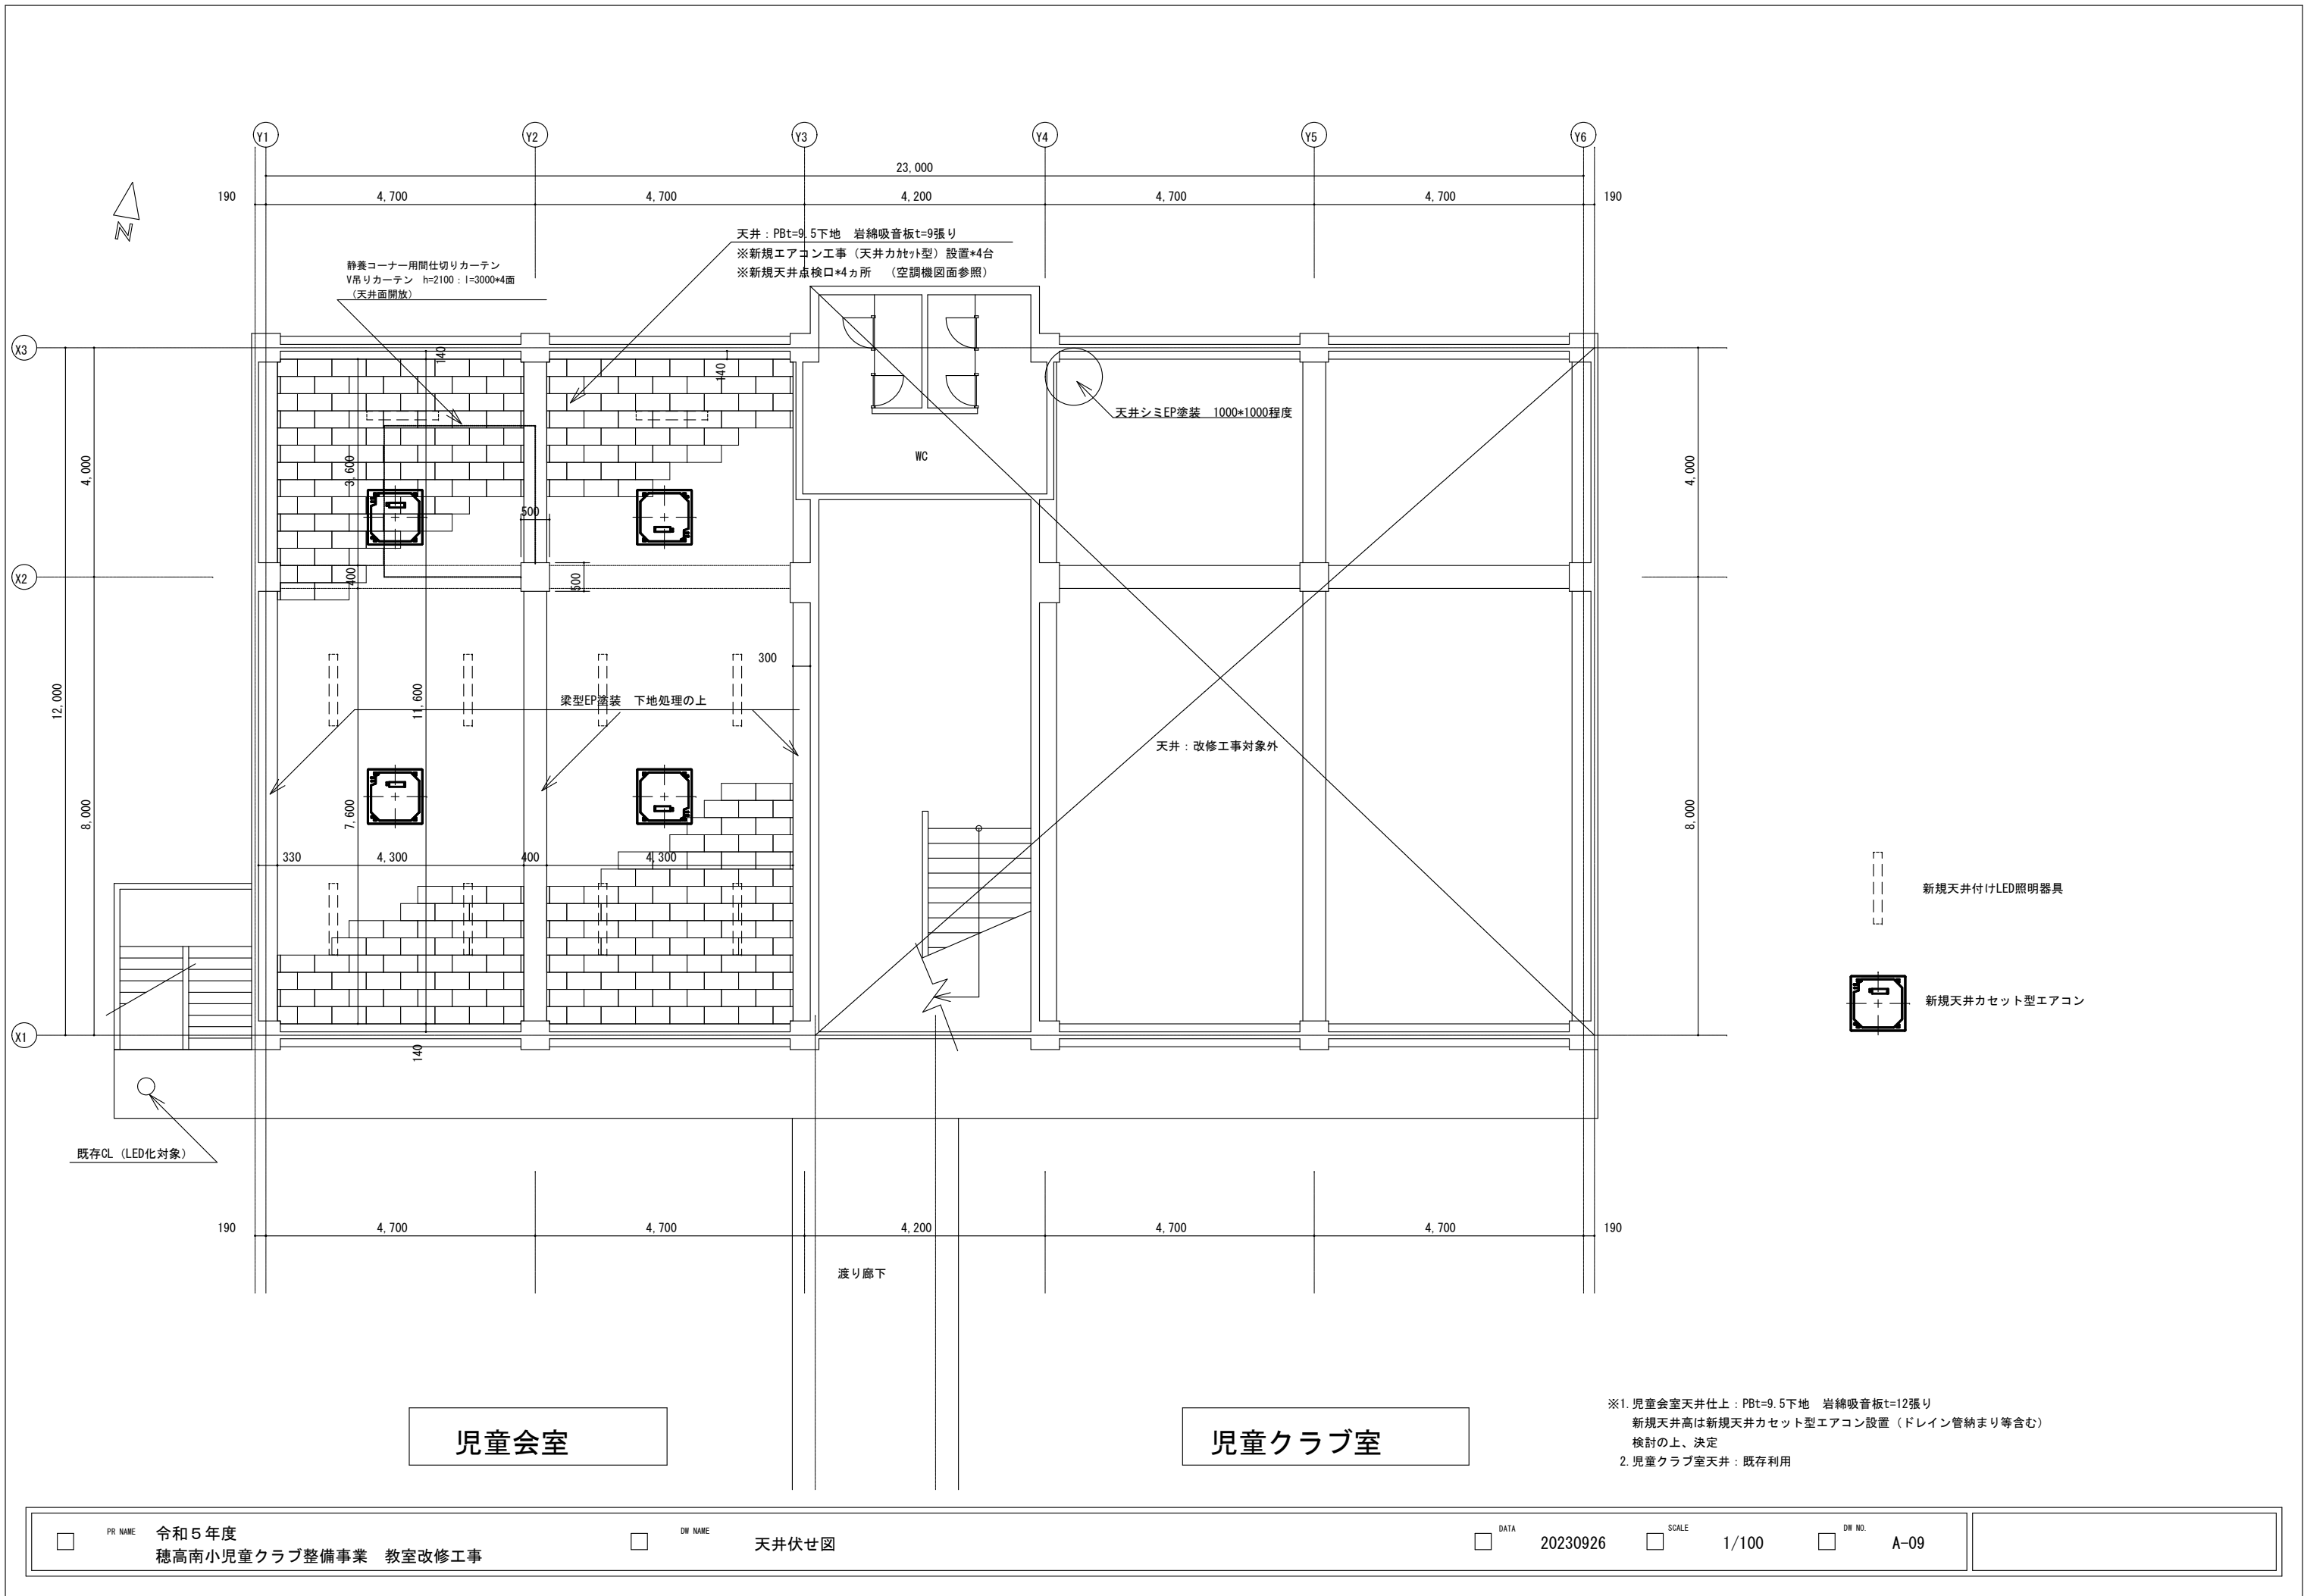 Y1
Y2
Y3
Y4
Y5
Y6
23,000
190
4,700
4,700
4,200
4,700
4,700
190
N
天井：PBt=9.5下地　岩綿吸音板t=9張り
※新規エアコン工事（天井カセット型）設置*4台
※新規天井点検口*4ヵ所　（空調機図面参照）
静養コーナー用間仕切りカーテン
V吊りカーテン　h=2100：l=3000*4面
（天井面開放）
X3
140
140
天井シミEP塗装　1000*1000程度
WC
4,000
3,600
4,000
500
X2
400
500
300
12,000
11,600
梁型EP塗装　下地処理の上
天井：改修工事対象外
8,000
7,600
8,000
330
4,300
400
4,300
新規天井付けLED照明器具
新規天井カセット型エアコン
X1
140
既存CL（LED化対象）
190
4,700
4,700
4,200
4,700
4,700
190
渡り廊下
児童会室
児童クラブ室
※1.児童会室天井仕上：PBt=9.5下地　岩綿吸音板t=12張り
新規天井高は新規天井カセット型エアコン設置（ドレイン管納まり等含む）
検討の上、決定
2.児童クラブ室天井：既存利用
PR NAME
令和５年度
穂高南小児童クラブ整備事業　教室改修工事
DW NAME
天井伏せ図
DATA
20230926
SCALE
1/100
DW NO.
A-09